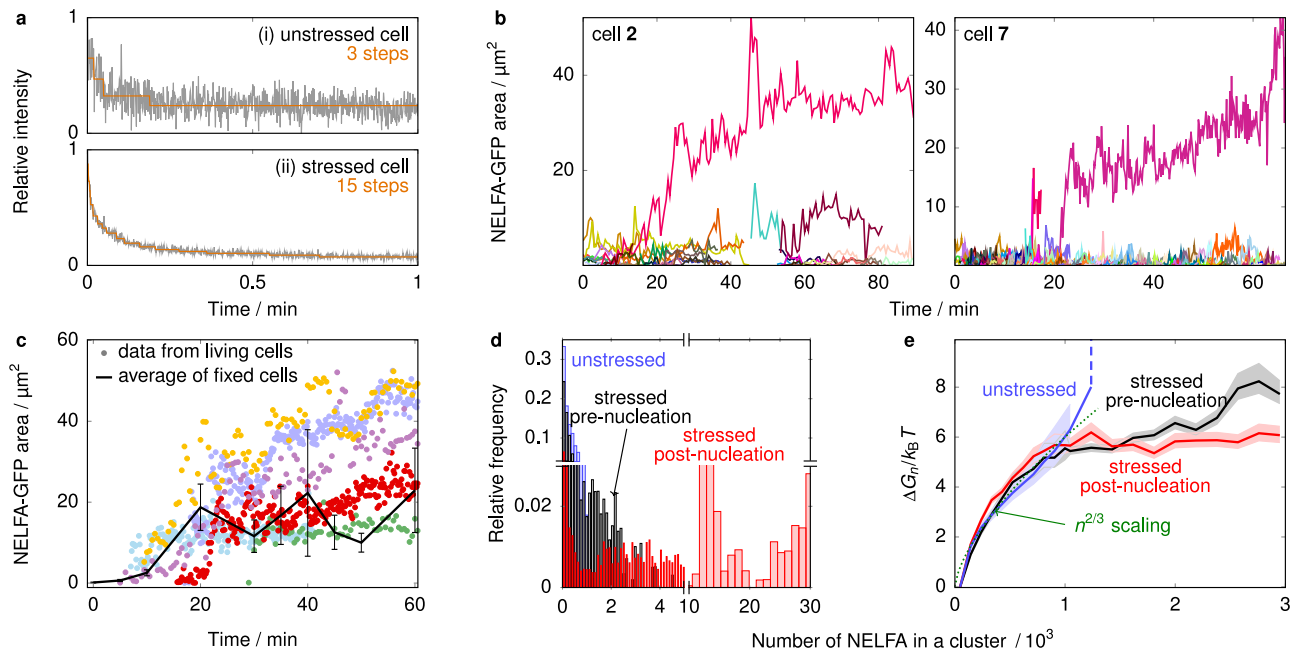 a
1
(i) unstressed cell
3 steps
0
1
(ii) stressed cell
15 steps
0
0
0.5
1
Relative intensity
Time / min
b
cell 2
40
20
0
20
40
60
80
NELFA-GFP area / μm²
cell 7
40
30
20
10
0
0
20
40
60
Time / min
c
60
40
20
0
0
20
40
60
data from living cells
average of fixed cells
NELFA-GFP area / μm²
Time / min
d
0.3
0.2
0.1
0.02
0
0
2
4
10
30
unstressed
stressed
pre-nucleation
stressed
post-nucleation
Relative frequency
e
8
6
4
2
0
0
1
2
3
unstressed
stressed
pre-nucleation
stressed
post-nucleation
n^2/3 scaling
ΔGn/kB T
Number of NELFA in a cluster / 10³